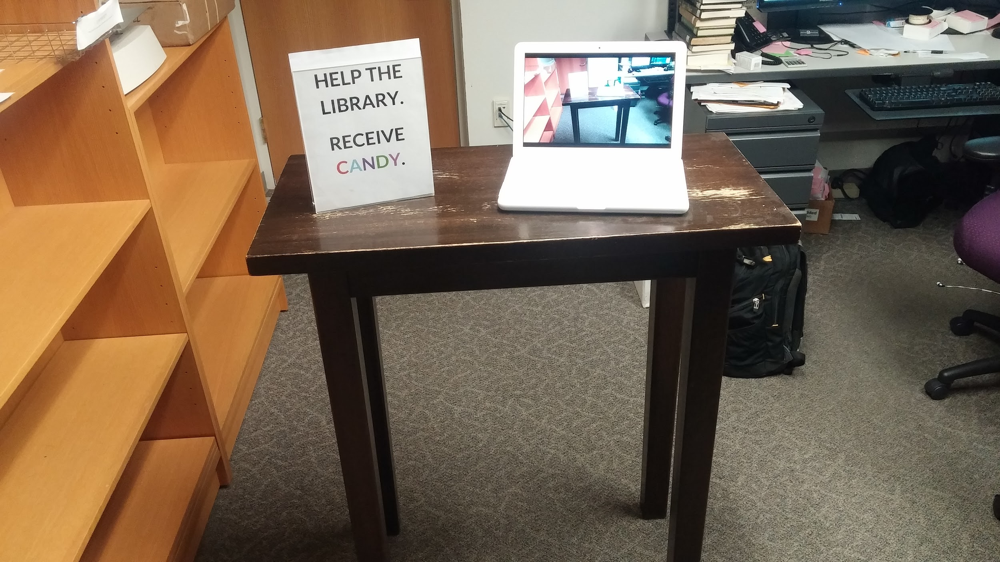 HELP THE
LIBRARY.
RECEIVE
CANDY.